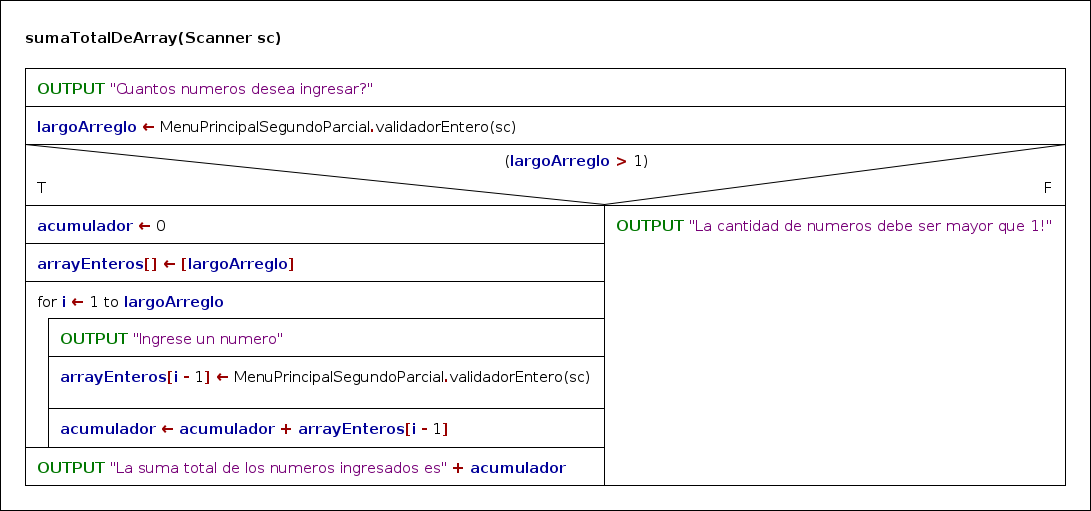 sumaTotalDeArray(Scanner sc)
OUTPUT "Cuantos numeros desea ingresar?"
largoArreglo ← MenuPrincipalSegundoParcial.validadorEntero(sc)
(largoArreglo > 1)
T
F
acumulador ← 0
OUTPUT "La cantidad de numeros debe ser mayor que 1!"
arrayEnteros[] ← [largoArreglo]
for i ← 1 to largoArreglo
OUTPUT "Ingrese un numero"
arrayEnteros[i - 1] ← MenuPrincipalSegundoParcial.validadorEntero(sc)
acumulador ← acumulador + arrayEnteros[i - 1]
OUTPUT "La suma total de los numeros ingresados es" + acumulador